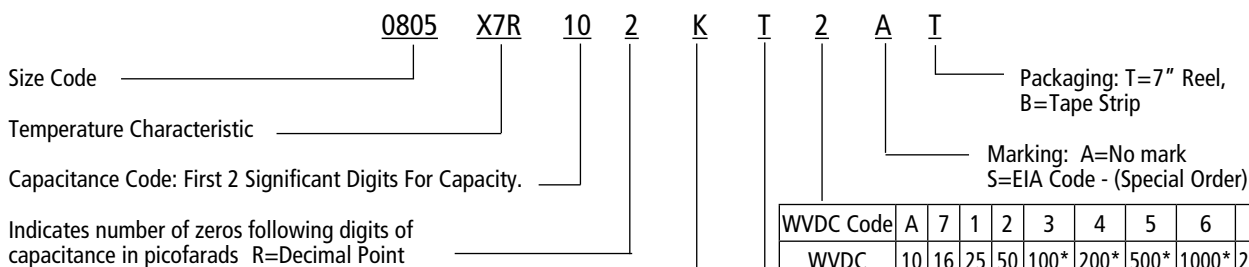 0805 X7R 10 2 K T 2 A T
Size Code
Packaging: T=7" Reel,
B=Tape Strip
Temperature Characteristic
Marking: A=No mark
S=EIA Code - (Special Order)
Capacitance Code: First 2 Significant Digits For Capacity.
Indicates number of zeros following digits of
capacitance in picofarads R=Decimal Point
WVDC Code A 7 1 2 3 4 5 6
WVDC 10 16 25 50 100* 200* 500* 1000*